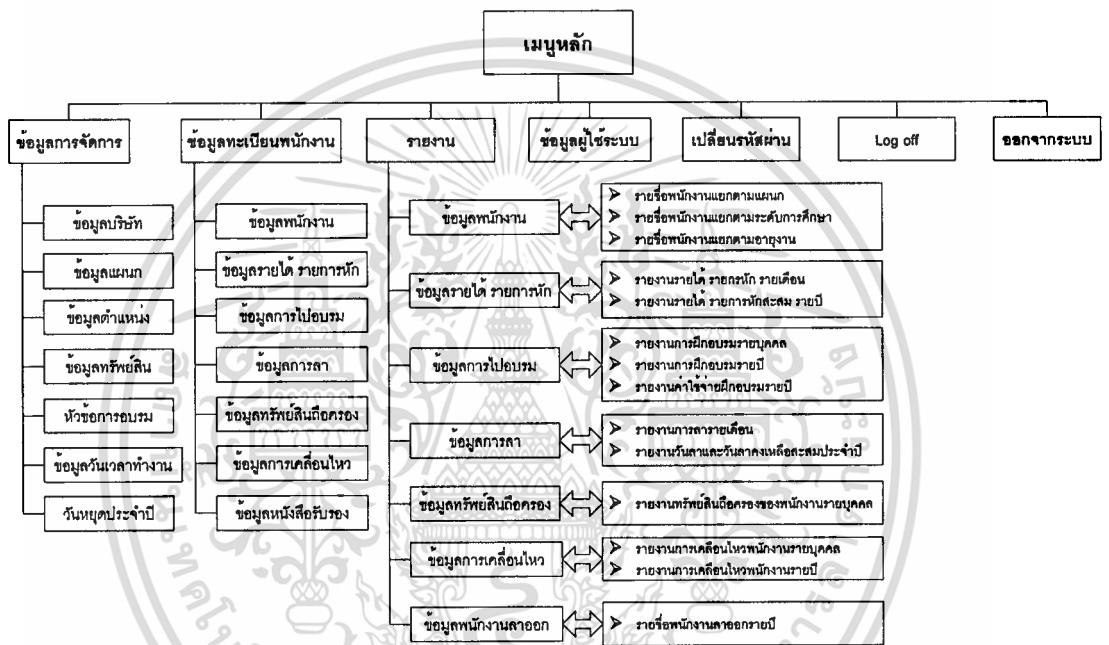 เมนูหลัก
ข้อมูลการจัดการ
ข้อมูลทะเบียนพนักงาน
รายงาน
ข้อมูลผู้ใช้ระบบ
เปลี่ยนรหัสผ่าน
Log off
ออกจากระบบ
ข้อมูลบริษัท
ข้อมูลแผนก
ข้อมูลตำแหน่ง
ข้อมูลทรัพย์สิน
หัวข้อการอบรม
ข้อมูลวันเวลาทำงาน
วันหยุดประจำปี
ข้อมูลพนักงาน
ข้อมูลรายได้ รายการหัก
ข้อมูลการไปอบรม
ข้อมูลการลา
ข้อมูลทรัพย์สินถือครอง
ข้อมูลการเคลื่อนไหว
ข้อมูลหนังสือรับรอง
ข้อมูลพนักงาน
➤ รายชื่อพนักงานแยกตามแผนก
➤ รายชื่อพนักงานแยกตามระดับการศึกษา
➤ รายชื่อพนักงานแยกตามอายุงาน
ข้อมูลรายได้ รายการหัก
➤ รายงานรายได้ รายกรหัก รายเดือน
➤ รายงานรายได้ รายการหักสะสม รายปี
ข้อมูลการไปอบรม
➤ รายงานการฝึกอบรมรายบุคคล
➤ รายงานการฝึกอบรมรายปี
➤ รายงานค่าใช้จ่ายฝึกอบรมรายปี
ข้อมูลการลา
➤ รายงานการลารายเดือน
➤ รายงานวันลาและวันลาคงเหลือสะสมประจำปี
ข้อมูลทรัพย์สินถือครอง
➤ รายงานทรัพย์สินถือครองของพนักงานรายบุคคล
ข้อมูลการเคลื่อนไหว
➤ รายงานการเคลื่อนไหวพนักงานรายบุคคล
➤ รายงานการเคลื่อนไหวพนักงานรายปี
ข้อมูลพนักงานลาออก
➤ รายชื่อพนักงานลาออกรายปี